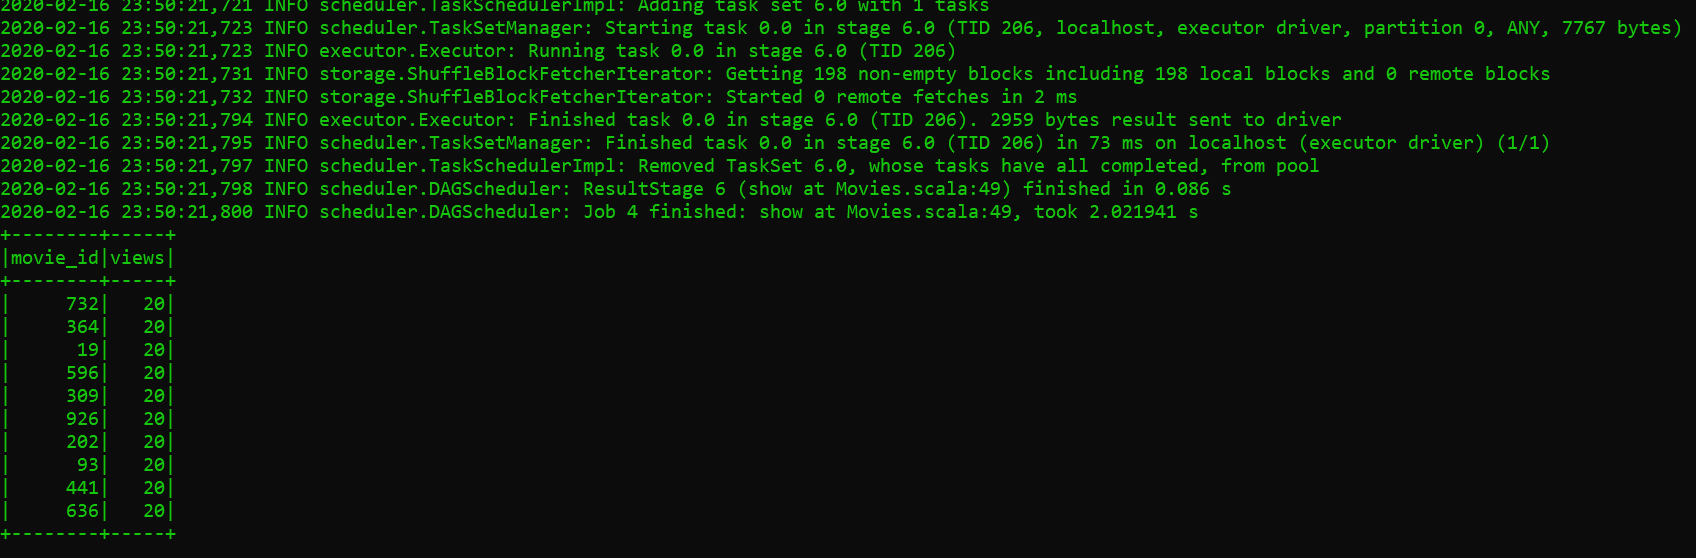 2020-02-16 23:50:21,721 INFO scheduler.TaskSchedulerImpl: Adding task set 6.0 with 1 tasks
2020-02-16 23:50:21,723 INFO scheduler.TaskSetManager: Starting task 0.0 in stage 6.0 (TID 206, localhost, executor driver, partition 0, ANY, 7767 bytes)
2020-02-16 23:50:21,723 INFO executor.Executor: Running task 0.0 in stage 6.0 (TID 206)
2020-02-16 23:50:21,731 INFO storage.ShuffleBlockFetcherIterator: Getting 198 non-empty blocks including 198 local blocks and 0 remote blocks
2020-02-16 23:50:21,732 INFO storage.ShuffleBlockFetcherIterator: Started 0 remote fetches in 2 ms
2020-02-16 23:50:21,794 INFO executor.Executor: Finished task 0.0 in stage 6.0 (TID 206). 2959 bytes result sent to driver
2020-02-16 23:50:21,795 INFO scheduler.TaskSetManager: Finished task 0.0 in stage 6.0 (TID 206) in 73 ms on localhost (executor driver) (1/1)
2020-02-16 23:50:21,797 INFO scheduler.TaskSchedulerImpl: Removed TaskSet 6.0, whose tasks have all completed, from pool
2020-02-16 23:50:21,798 INFO scheduler.DAGScheduler: ResultStage 6 (show at Movies.scala:49) finished in 0.086 s
2020-02-16 23:50:21,800 INFO scheduler.DAGScheduler: Job 4 finished: show at Movies.scala:49, took 2.021941 s
+--------+-----+
|movie_id|views|
+--------+-----+
|     732|   20|
|     364|   20|
|      19|   20|
|     596|   20|
|     309|   20|
|     926|   20|
|     202|   20|
|      93|   20|
|     441|   20|
|     636|   20|
+--------+-----+